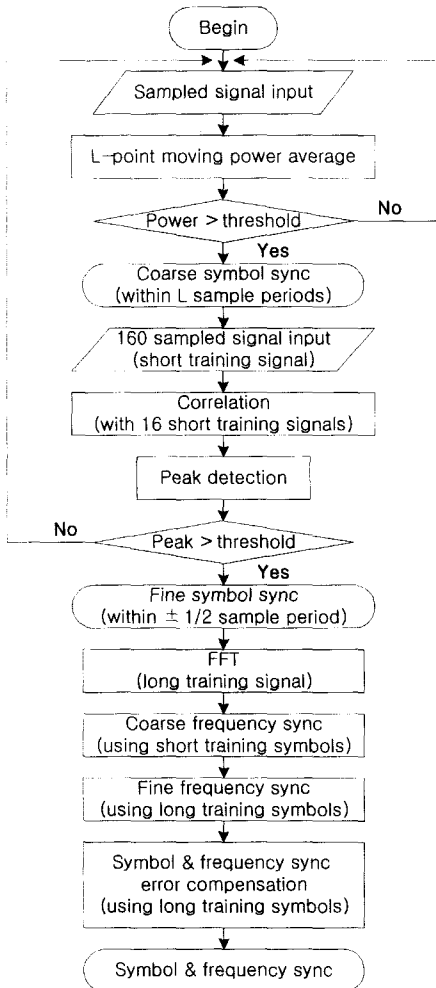 Begin
Sampled signal input
L-point moving power average
Power > threshold
No
Yes
Coarse symbol sync
(within L sample periods)
160 sampled signal input
(short training signal)
Correlation
(with 16 short training signals)
Peak detection
No
Peak > threshold
Yes
Fine symbol sync
(within ± 1/2 sample period)
FFT
(long training signal)
Coarse frequency sync
(using short training symbols)
Fine frequency sync
(using long training symbols)
Symbol & frequency sync
error compensation
(using long training symbols)
Symbol & frequency sync